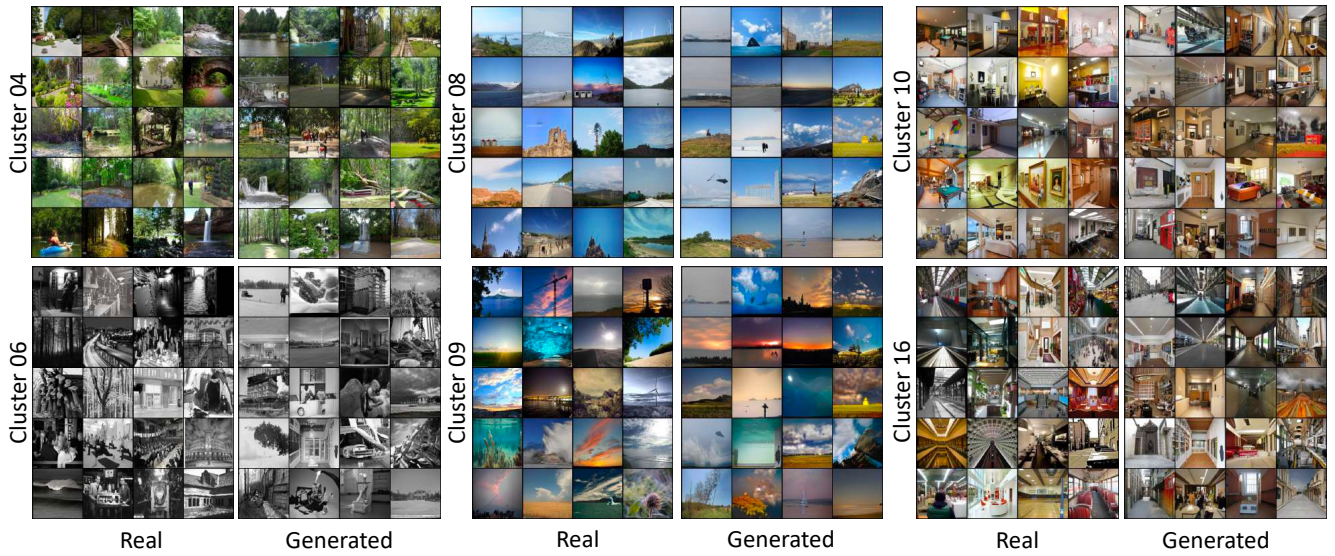 Cluster 04
Cluster 08
Cluster 10
Cluster 06
Cluster 09
Cluster 16
Real
Generated
Real
Generated
Real
Generated